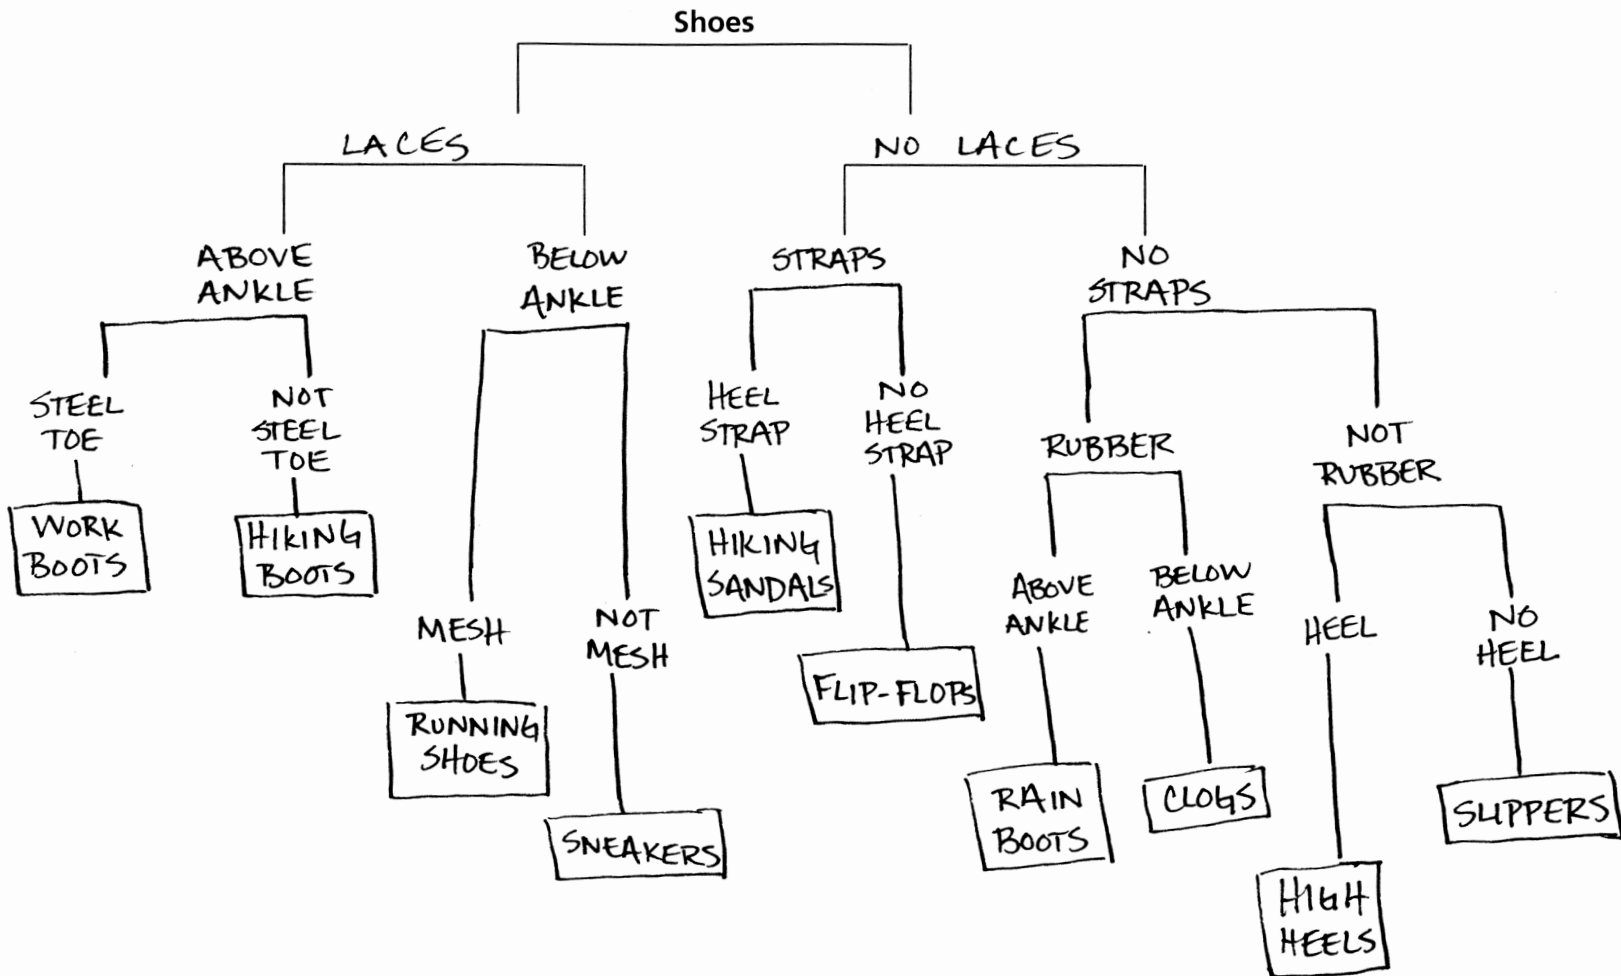 Shoes
LACES
NO LACES
ABOVE
ANKLE
BELOW
ANKLE
STRAPS
NO
STRAPS
STEEL
TOE
NOT
STEEL
TOE
HEEL
STRAP
NO
HEEL
STRAP
RUBBER
NOT
RUBBER
WORK
BOOTS
HIKING
BOOTS
HIKING
SANDALS
MESH
NOT
MESH
ABOVE
ANKLE
BELOW
ANKLE
HEEL
NO
HEEL
RUNNING
SHOES
FLIP-FLOPS
SNEAKERS
RAIN
BOOTS
CLOGS
SLIPPERS
HIGH
HEELS